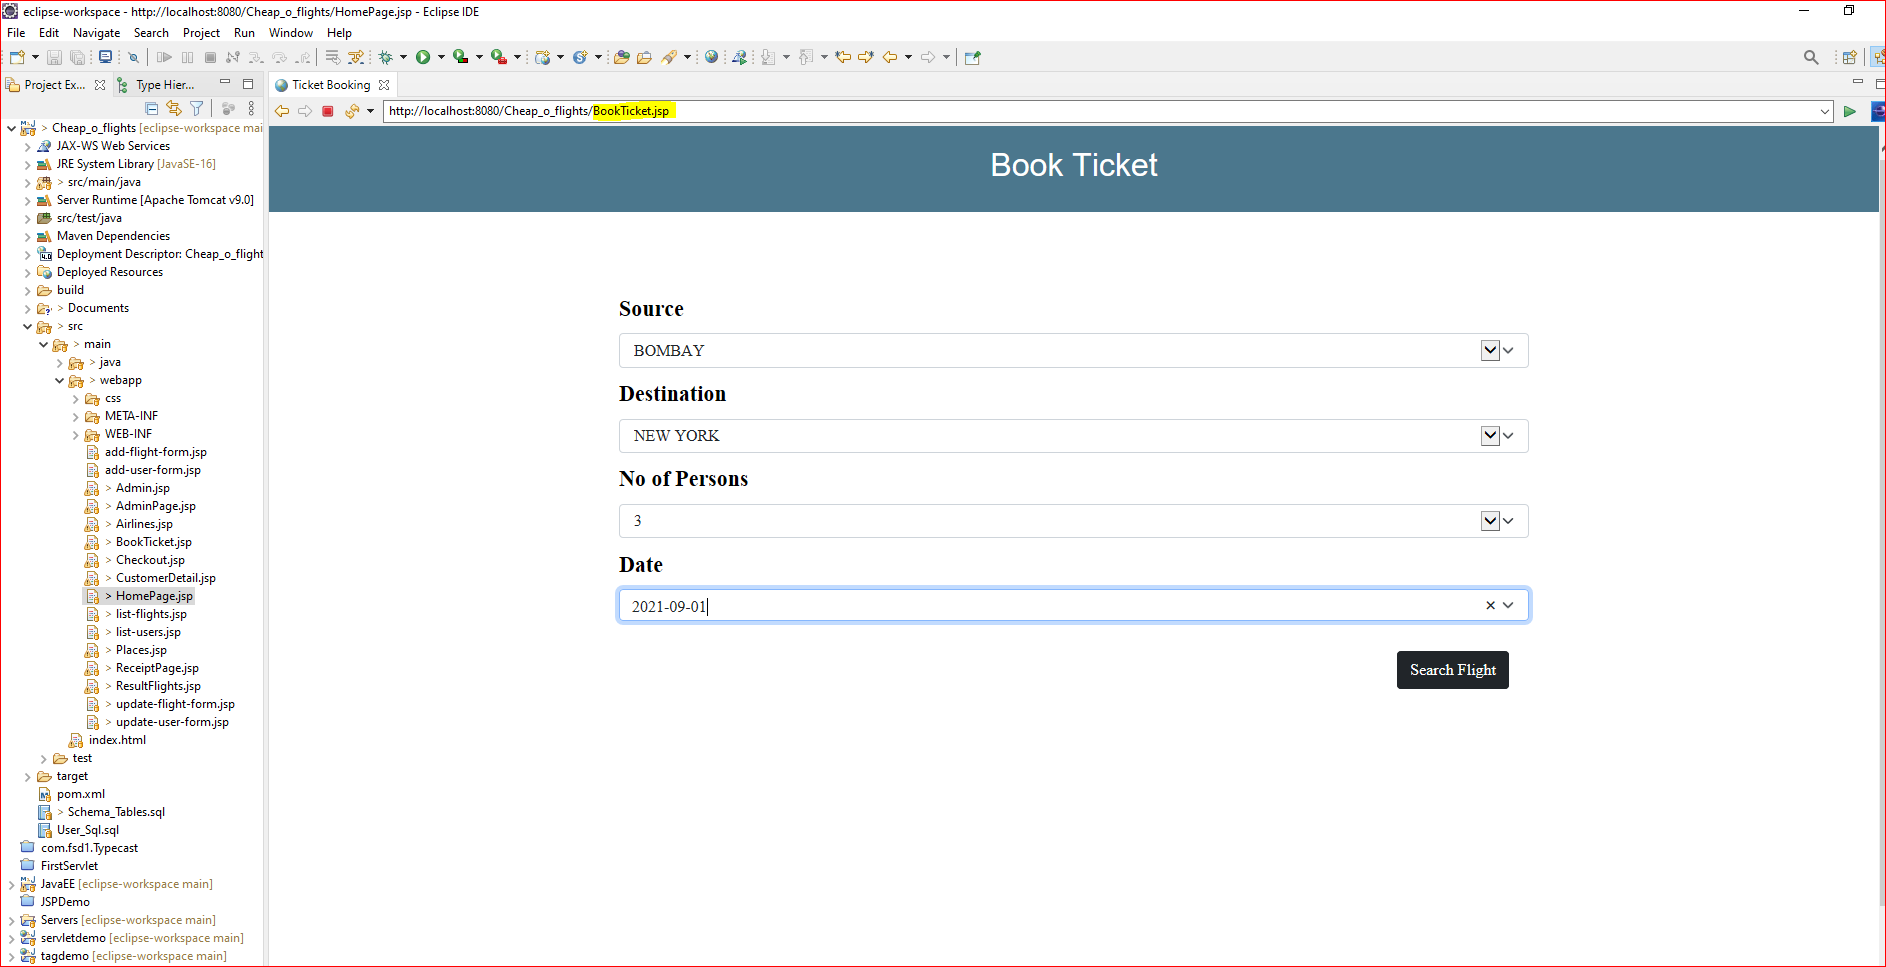 eclipse-workspace - http://localhost:8080/Cheap_o_flights/HomePage.jsp - Eclipse IDE
File Edit Navigate Search Project Run Window Help
Project Ex... Type Hier...
Ticket Booking
http://localhost:8080/Cheap_o_flights/BookTicket.jsp
> Cheap_o_flights [eclipse-workspace mai
JAX-WS Web Services
JRE System Library [JavaSE-16]
> src/main/java
Server Runtime [Apache Tomcat v9.0]
src/test/java
Maven Dependencies
Deployment Descriptor: Cheap_o_flight
Deployed Resources
build
> Documents
> src
> main
> java
> webapp
css
META-INF
WEB-INF
add-flight-form.jsp
add-user-form.jsp
> Admin.jsp
> AdminPage.jsp
> Airlines.jsp
> BookTicket.jsp
> Checkout.jsp
> CustomerDetail.jsp
> HomePage.jsp
> list-flights.jsp
> list-users.jsp
> Places.jsp
> ReceiptPage.jsp
> ResultFlights.jsp
> update-flight-form.jsp
> update-user-form.jsp
index.html
test
target
pom.xml
> Schema_Tables.sql
User_Sql.sql
com.fsd1.Typecast
FirstServlet
JavaEE [eclipse-workspace main]
JSPDemo
Servers [eclipse-workspace main]
servletdemo [eclipse-workspace main]
tagdemo [eclipse-workspace main]
Book Ticket
Source
BOMBAY
Destination
NEW YORK
No of Persons
3
Date
2021-09-01
Search Flight